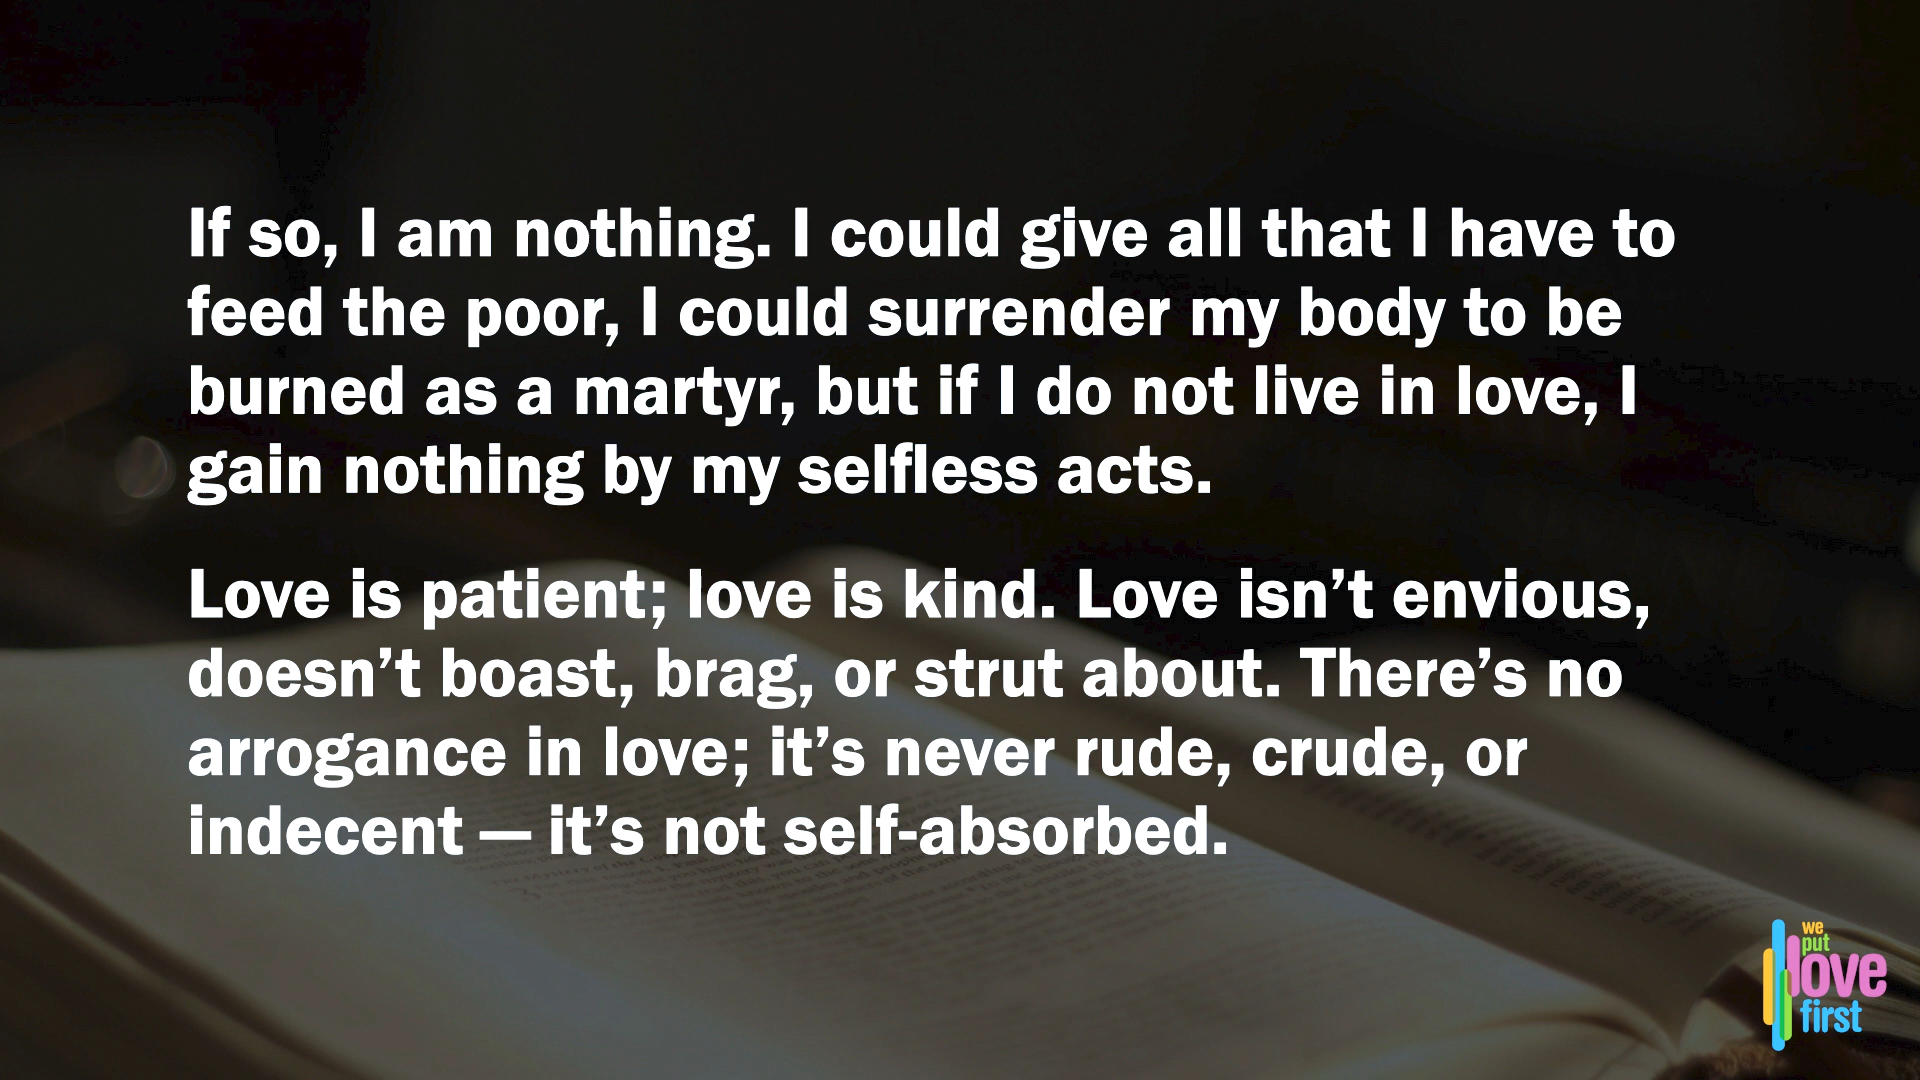 If so, I am nothing. I could give all that I have to
feed the poor, I could surrender my body to be
burned as a martyr, but if I do not live in love, I
gain nothing by my selfless acts.
Love is patient; love is kind. Love isn’t envious,
doesn’t boast, brag, or strut about. There’s no
arrogance in love; it’s never rude, crude, or
indecent — it’s not self-absorbed.
we
put
love
first